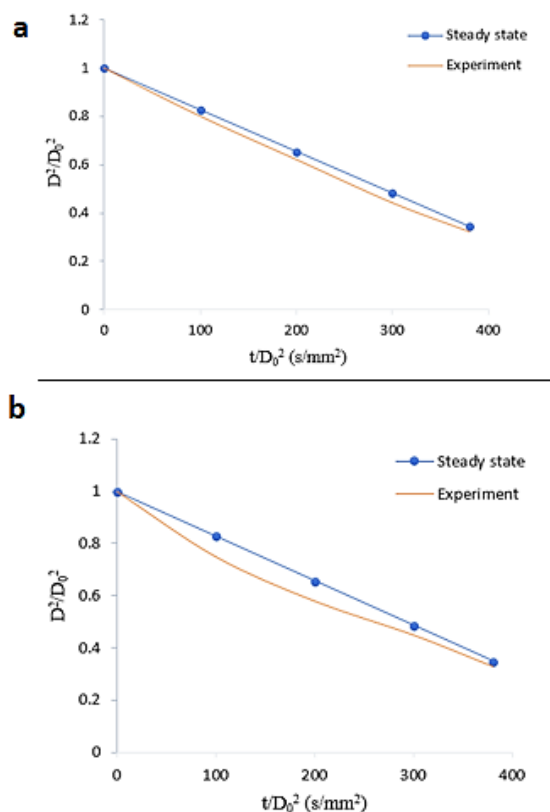 a
1.2
1
0.8
0.6
0.4
0.2
0
D²/D₀²
Steady state
Experiment
0 100 200 300 400
t/D₀² (s/mm²)
b
1.2
1
0.8
0.6
0.4
0.2
0
D²/D₀²
Steady state
Experiment
0 100 200 300 400
t/D₀² (s/mm²)